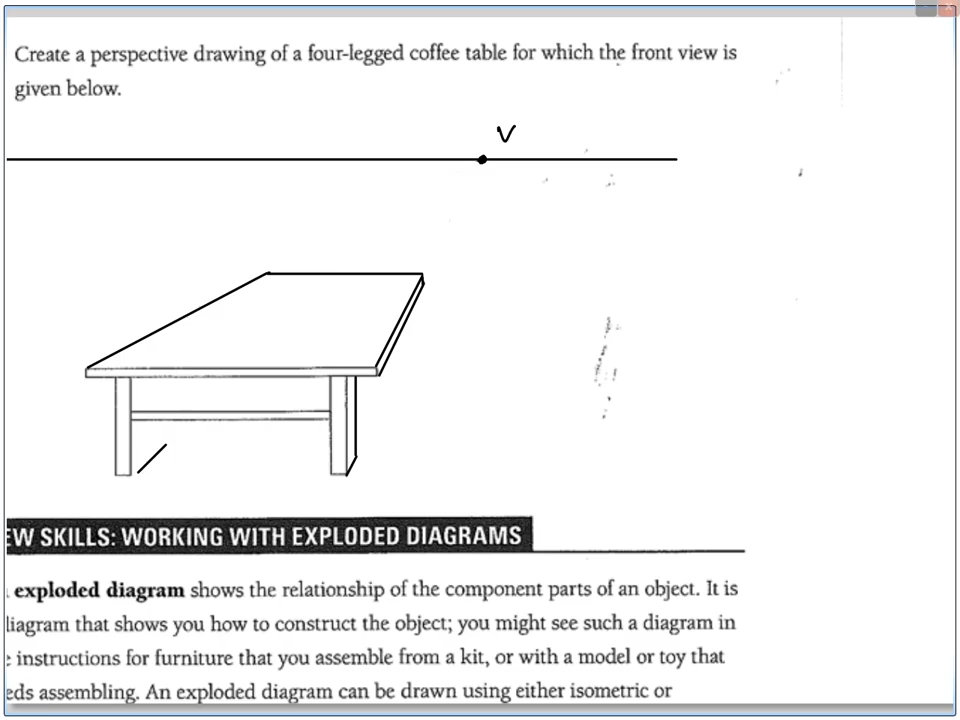 Create a perspective drawing of a four-legged coffee table for which the front view is
given below.
V
EW SKILLS: WORKING WITH EXPLODED DIAGRAMS
exploded diagram shows the relationship of the component parts of an object. It is
diagram that shows you how to construct the object; you might see such a diagram in
instructions for furniture that you assemble from a kit, or with a model or toy that
eds assembling. An exploded diagram can be drawn using either isometric or